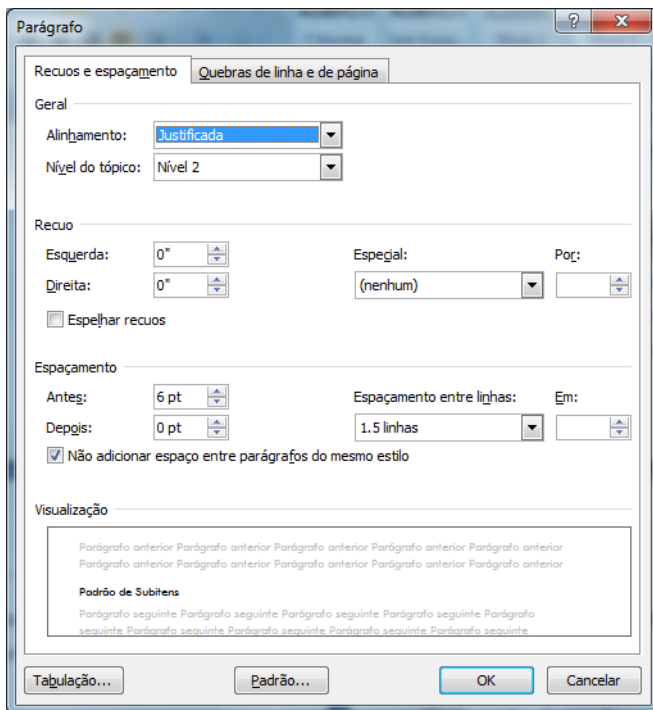 Parágrafo
Recuos e espaçamento Quebras de linha e de página
Geral
Alinhamento: Justificada
Nível do tópico: Nível 2
Recuo
Esquerda: 0" Especial: Por:
Direita: 0" (nenhum)
Espelhar recuos
Espaçamento
Antes: 6 pt Espaçamento entre linhas: Em:
Depois: 0 pt 1.5 linhas
Não adicionar espaço entre parágrafos do mesmo estilo
Visualização
Parágrafo anterior Parágrafo anterior Parágrafo anterior Parágrafo anterior Parágrafo anterior
Parágrafo anterior Parágrafo anterior Parágrafo anterior Parágrafo anterior Parágrafo anterior
Padrão de Subitens
Parágrafo seguinte Parágrafo seguinte Parágrafo seguinte Parágrafo seguinte Parágrafo
seguinte Parágrafo seguinte Parágrafo seguinte Parágrafo seguinte Parágrafo seguinte
Tabulação... Padrão... OK Cancelar